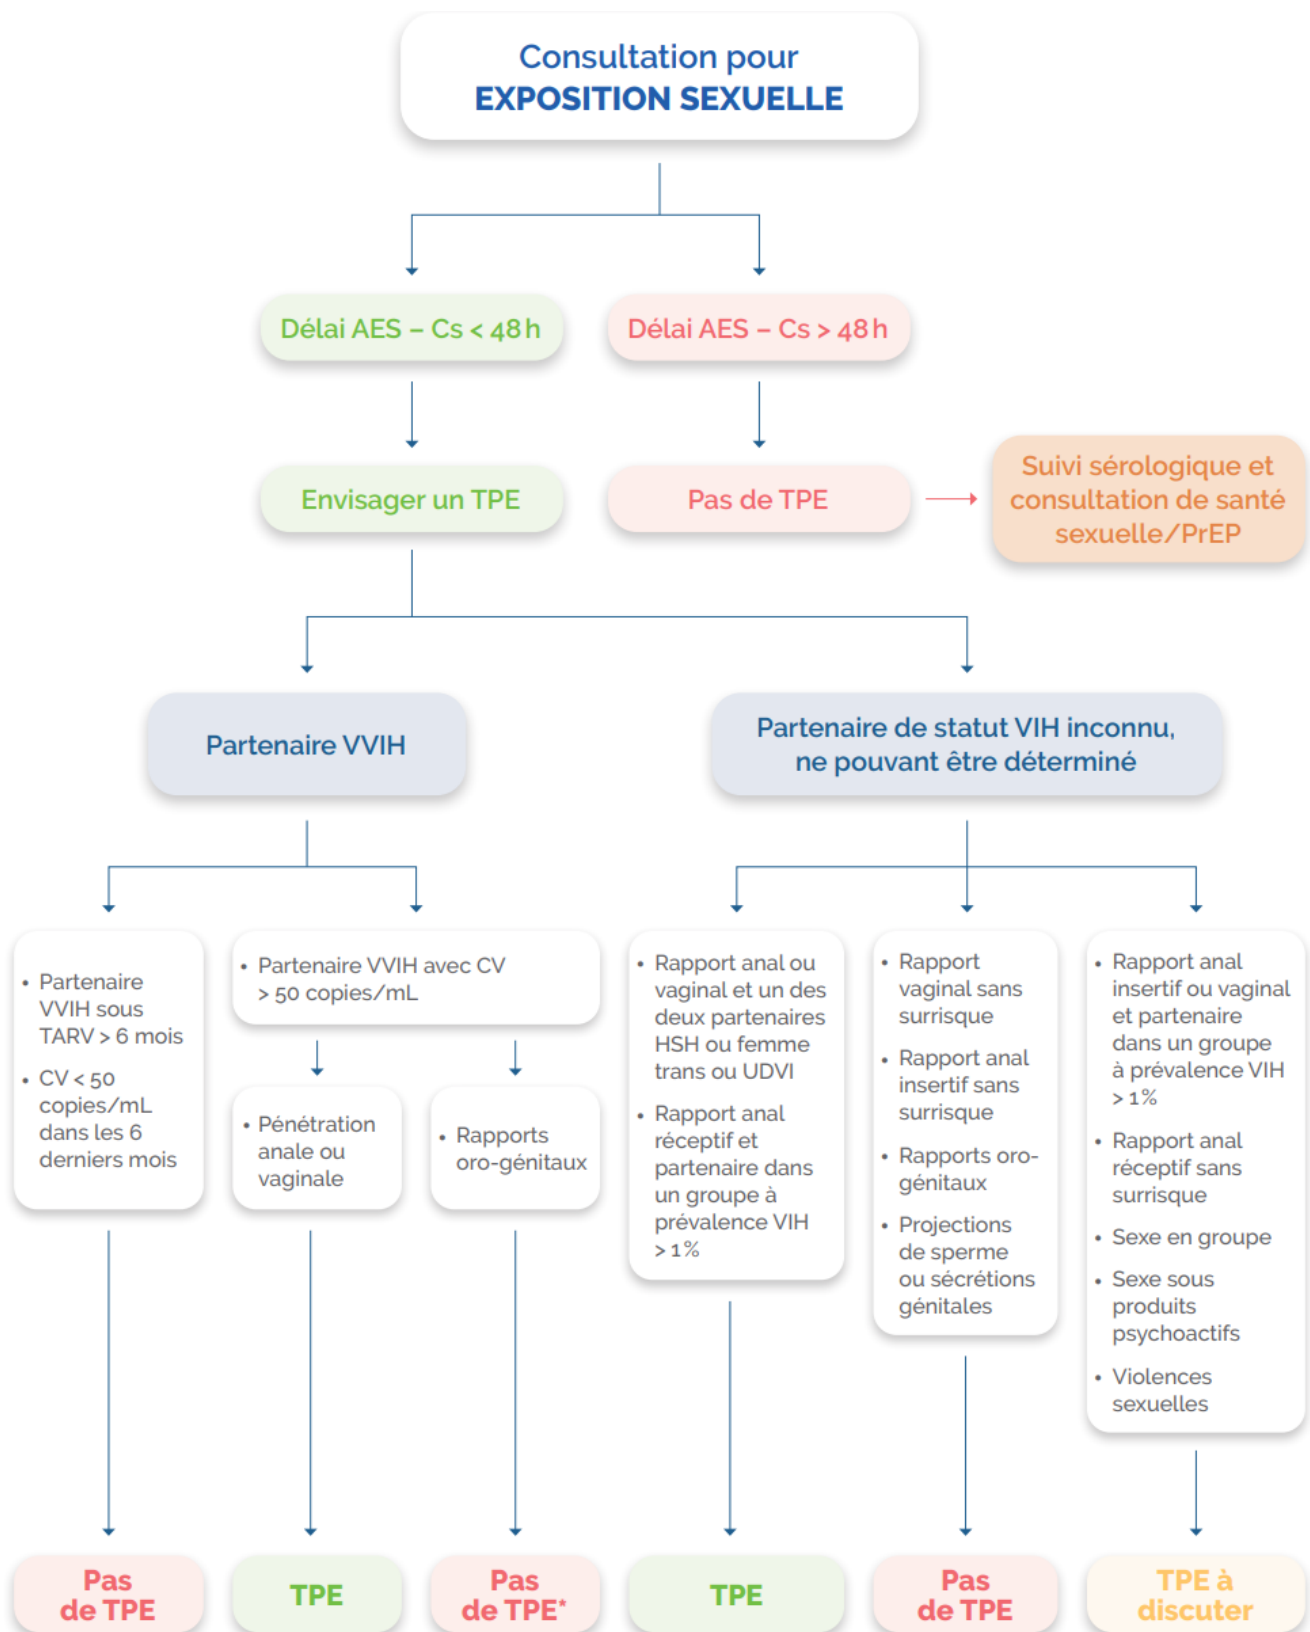 Consultation pour
EXPOSITION SEXUELLE
Délai AES – Cs < 48 h
Délai AES – Cs > 48 h
Envisager un TPE
Pas de TPE
Suivi sérologique et
consultation de santé
sexuelle/PrEP
Partenaire VVIH
Partenaire de statut VIH inconnu,
ne pouvant être déterminé
• Partenaire
VVIH sous
TARV > 6 mois
• CV < 50
copies/mL
dans les 6
derniers mois
• Partenaire VVIH avec CV
> 50 copies/mL
• Pénétration
anale ou
vaginale
• Rapports
oro-génitaux
• Rapport anal ou
vaginal et un des
deux partenaires
HSH ou femme
trans ou UDVI
• Rapport anal
réceptif et
partenaire dans
un groupe à
prévalence VIH
> 1%
• Rapport
vaginal sans
surrisque
• Rapport anal
insertif sans
surrisque
• Rapports oro-
génitaux
• Projections
de sperme
ou sécrétions
génitales
• Rapport anal
insertif ou vaginal
et partenaire
dans un groupe
à prévalence VIH
> 1%
• Rapport anal
réceptif sans
surrisque
• Sexe en groupe
• Sexe sous
produits
psychoactifs
• Violences
sexuelles
Pas
de TPE
TPE
Pas
de TPE*
TPE
Pas
de TPE
TPE à
discuter